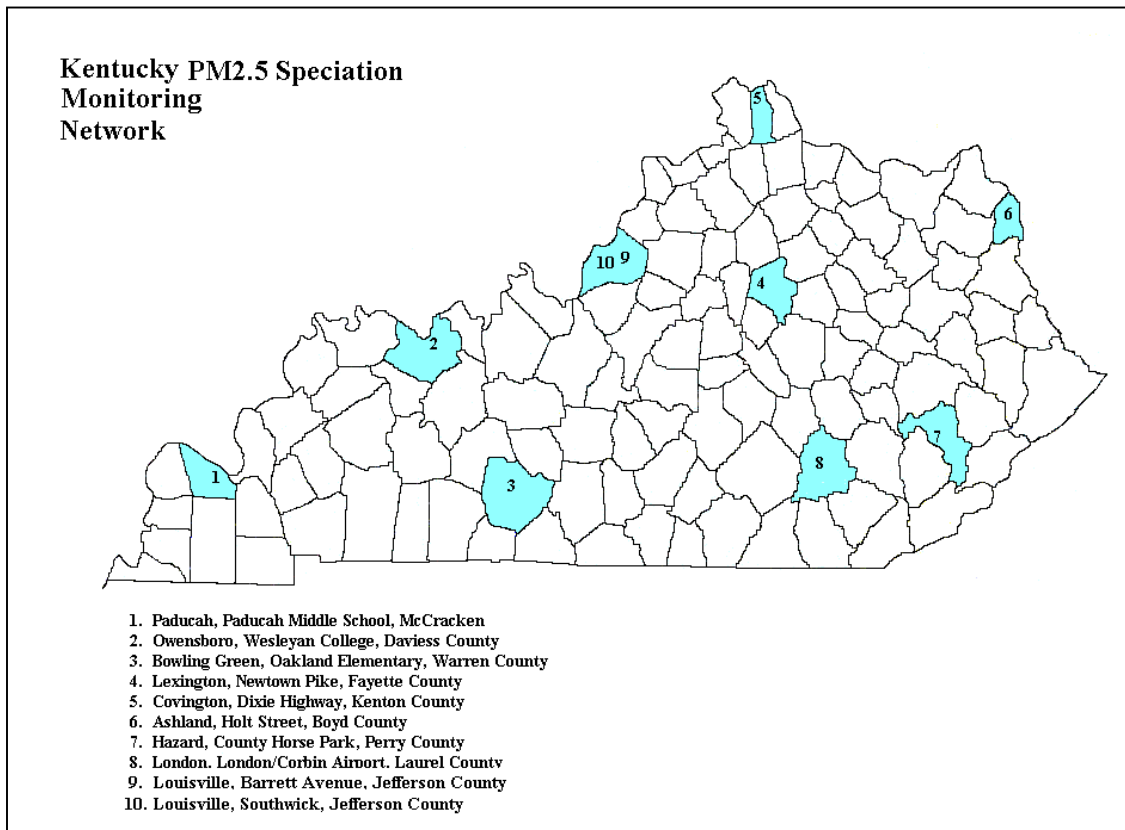 Kentucky PM2.5 Speciation
Monitoring
Network
5
6
10 9
4
2
7
8
1
3
1. Paducah, Paducah Middle School, McCracken
2. Owensboro, Wesleyan College, Daviess County
3. Bowling Green, Oakland Elementary, Warren County
4. Lexington, Newtown Pike, Fayette County
5. Covington, Dixie Highway, Kenton County
6. Ashland, Holt Street, Boyd County
7. Hazard, County Horse Park, Perry County
8. London, London/Corbin Airport, Laurel County
9. Louisville, Barrett Avenue, Jefferson County
10. Louisville, Southwick, Jefferson County